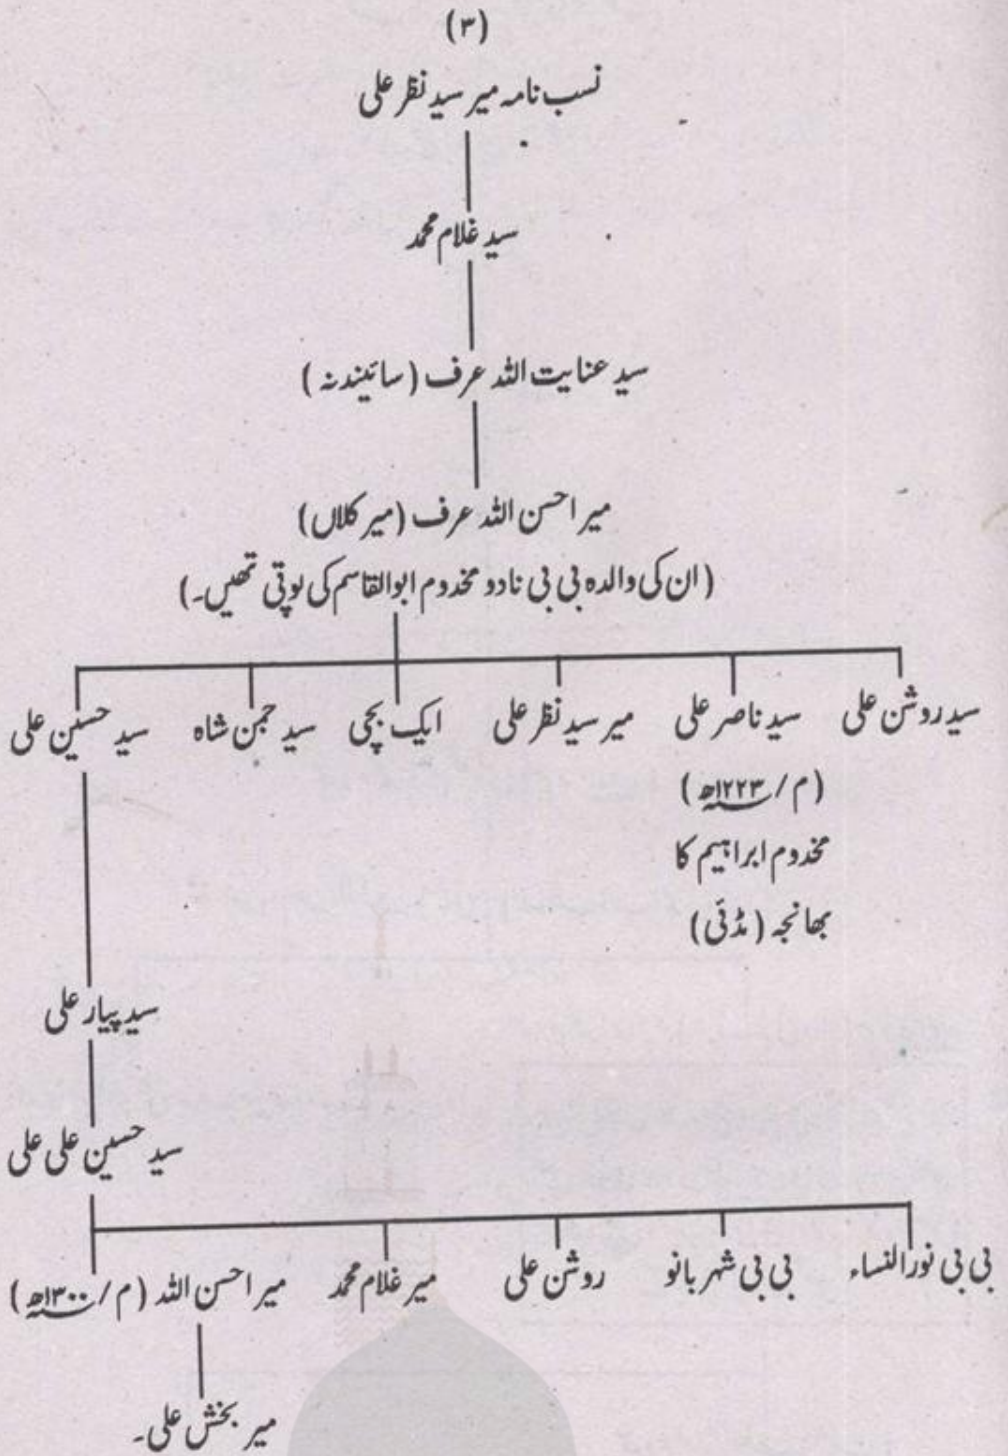 (۳)
نسب نامہ میر سید نظر علی
سید غلام محمد
سید عنایت اللہ عرف (سائیندنہ)
میر احسن اللہ عرف (میر کلاں)
(ان کی والدہ بی بی نادو مخدوم ابوالقاسم کی پوتی تھیں۔)
سید روشن علی سید ناصر علی میر سید نظر علی ایک بچی سید جمن شاہ سید حسین علی
(م/۱۲۲۳ھ)
مخدوم ابراہیم کا
بھانجہ (مڈئی)
سید پیار علی
سید حسین علی علی
بی بی نورالنساء بی بی شہر بانو روشن علی میر غلام محمد میر احسن اللہ (م/۱۳۰۰ھ)
میر بخش علی۔